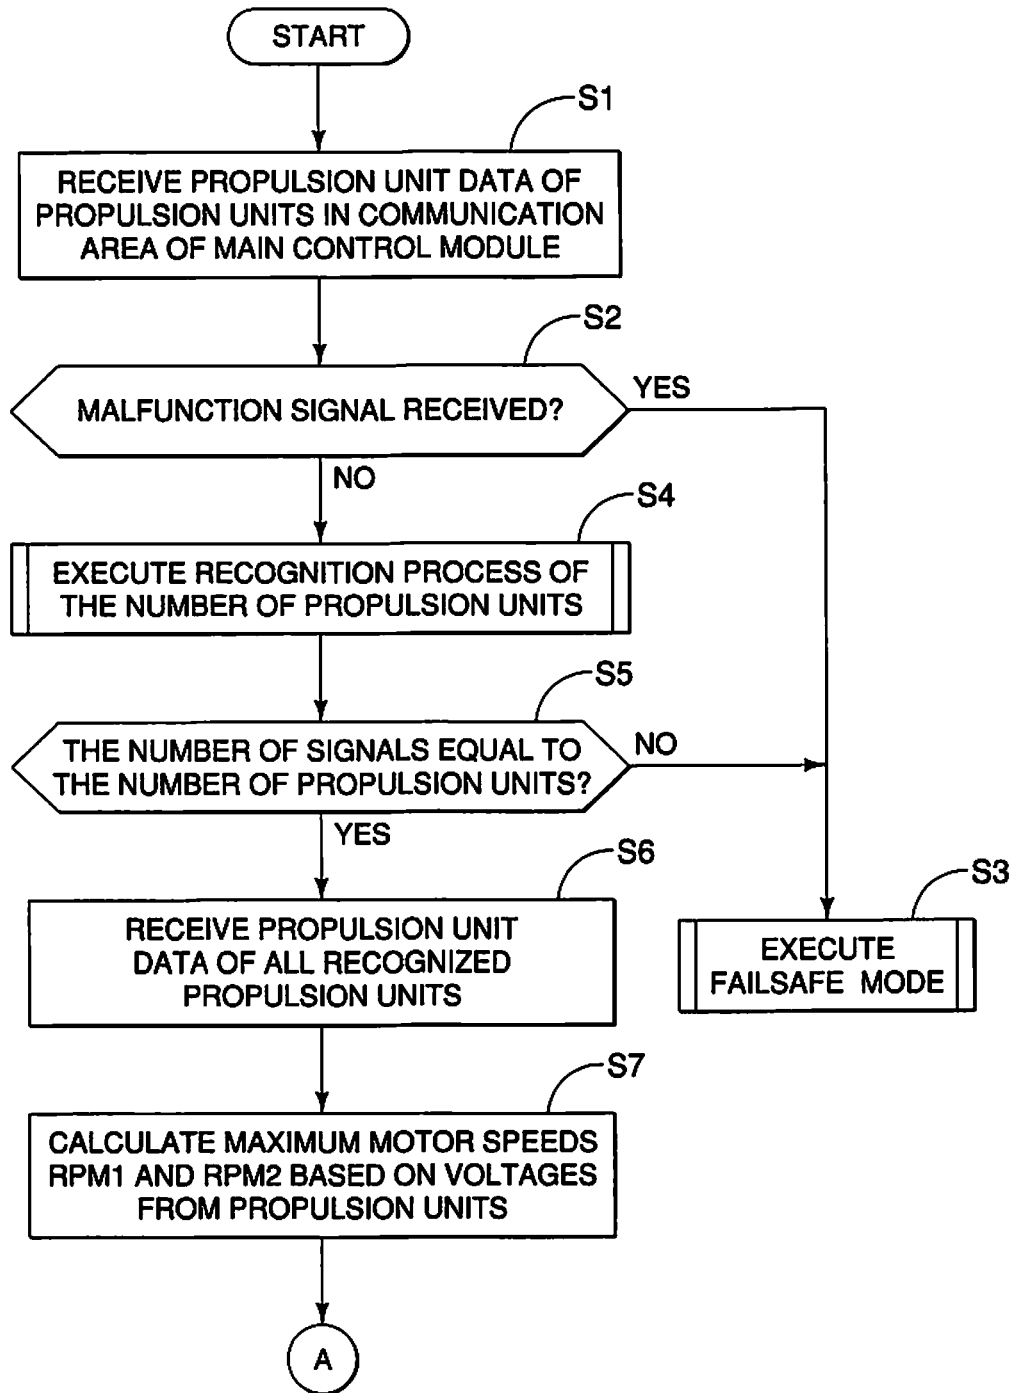 START
S1
RECEIVE PROPULSION UNIT DATA OF
PROPULSION UNITS IN COMMUNICATION
AREA OF MAIN CONTROL MODULE
S2
MALFUNCTION SIGNAL RECEIVED?
YES
NO
S4
EXECUTE RECOGNITION PROCESS OF
THE NUMBER OF PROPULSION UNITS
S5
THE NUMBER OF SIGNALS EQUAL TO
THE NUMBER OF PROPULSION UNITS?
NO
YES
S6
RECEIVE PROPULSION UNIT
DATA OF ALL RECOGNIZED
PROPULSION UNITS
S3
EXECUTE
FAILSAFE MODE
S7
CALCULATE MAXIMUM MOTOR SPEEDS
RPM1 AND RPM2 BASED ON VOLTAGES
FROM PROPULSION UNITS
A